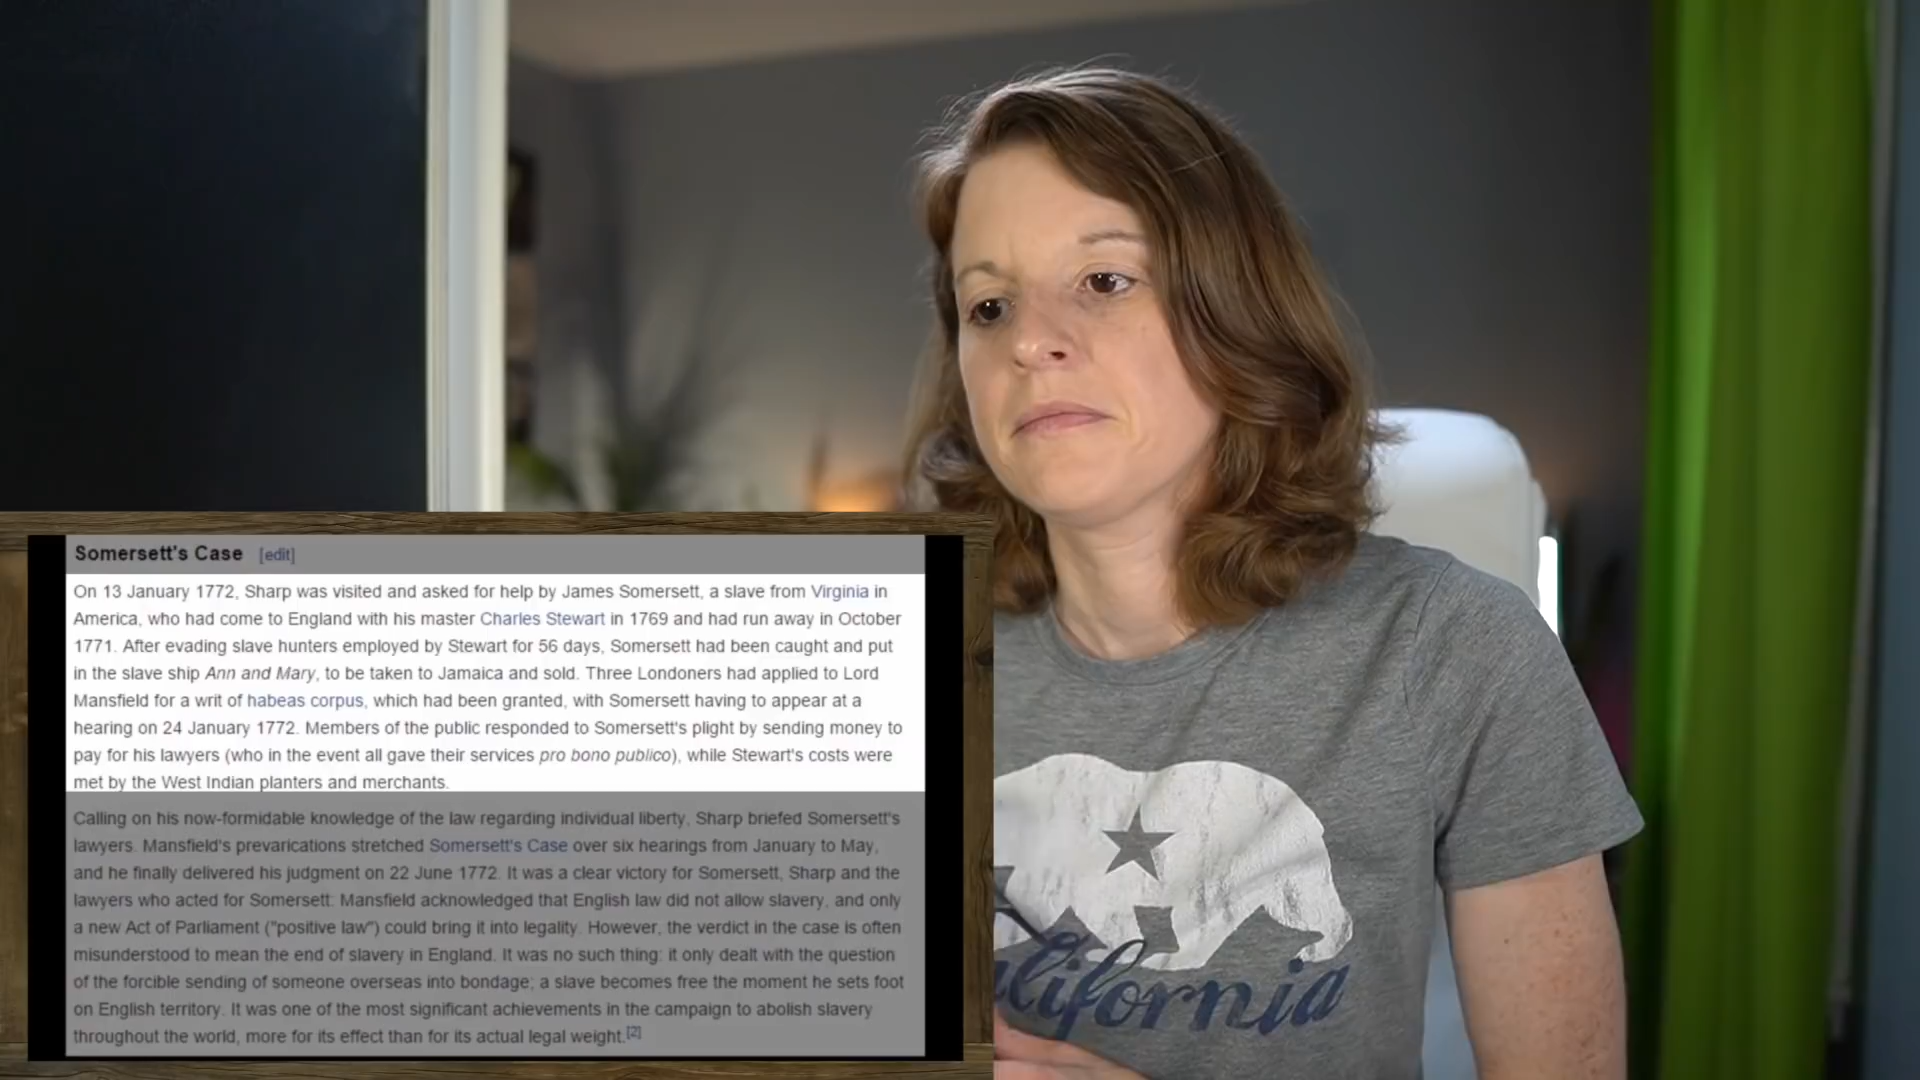 Somersett's Case [edit]
On 13 January 1772, Sharp was visited and asked for help by James Somersett, a slave from Virginia in
America, who had come to England with his master Charles Stewart in 1769 and had run away in October
1771. After evading slave hunters employed by Stewart for 56 days, Somersett had been caught and put
in the slave ship Ann and Mary, to be taken to Jamaica and sold. Three Londoners had applied to Lord
Mansfield for a writ of habeas corpus, which had been granted, with Somersett having to appear at a
hearing on 24 January 1772. Members of the public responded to Somersett's plight by sending money to
pay for his lawyers (who in the event all gave their services pro bono publico), while Stewart's costs were
met by the West Indian planters and merchants.
Calling on his now-formidable knowledge of the law regarding individual liberty, Sharp briefed Somersett's
lawyers. Mansfield's prevarications stretched Somersett's Case over six hearings from January to May,
and he finally delivered his judgment on 22 June 1772. It was a clear victory for Somersett, Sharp and the
lawyers who acted for Somersett: Mansfield acknowledged that English law did not allow slavery, and only
a new Act of Parliament ("positive law") could bring it into legality. However, the verdict in the case is often
misunderstood to mean the end of slavery in England. It was no such thing: it only dealt with the question
of the forcible sending of someone overseas into bondage; a slave becomes free the moment he sets foot
on English territory. It was one of the most significant achievements in the campaign to abolish slavery
throughout the world, more for its effect than for its actual legal weight.[2]
alifornia